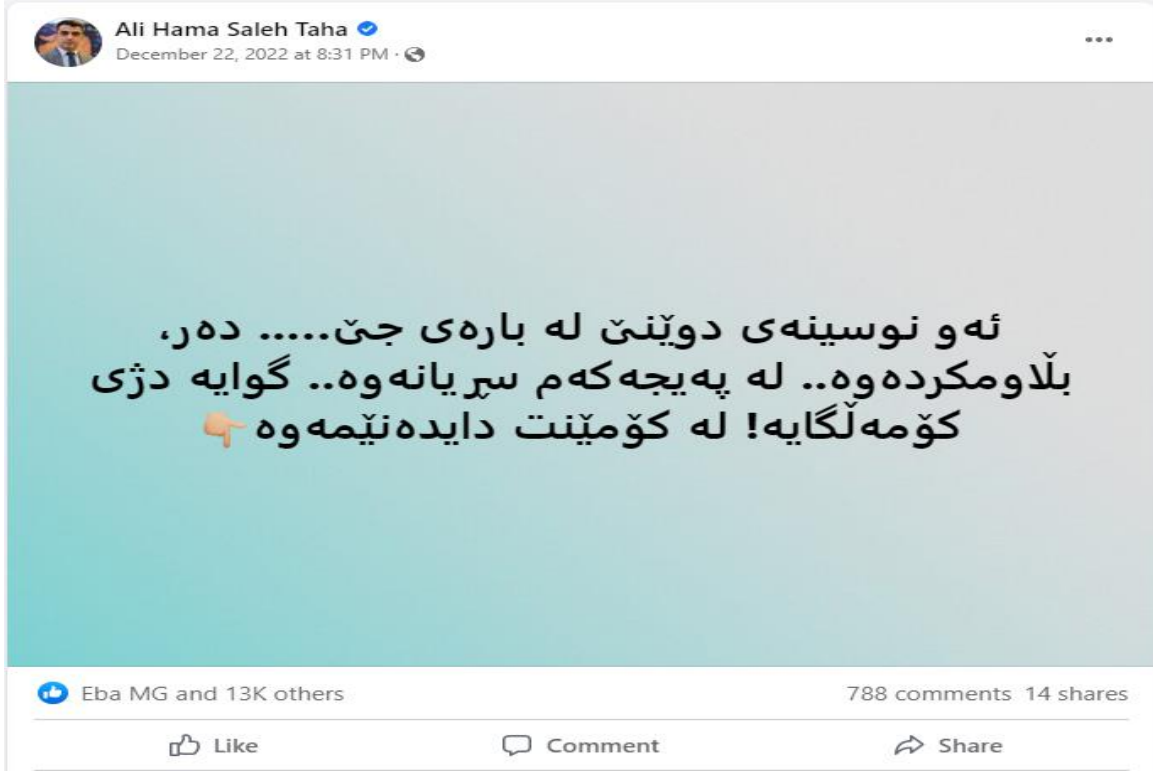 Ali Hama Saleh Taha
December 22, 2022 at 8:31 PM ·
ئەو نوسینەی دوێنێ لە بارەی جێ..... دەر،
بڵاومکردەوە.. لە پەیجەکەم سڕیانەوە.. گوایە دژی
کۆمەڵگایە! لە کۆمێنت دایدەنێمەوە 👇🏼
Eba MG and 13K others
788 comments 14 shares
Like Comment Share